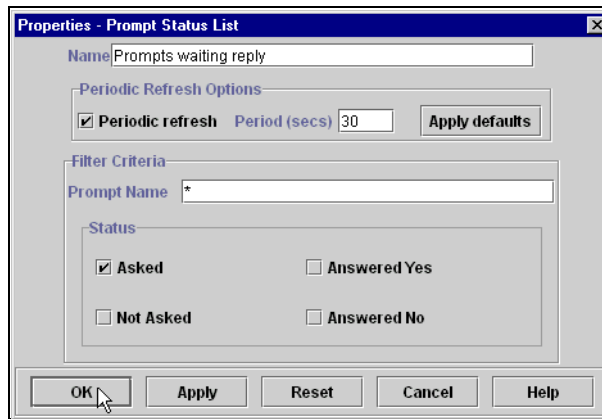 Properties - Prompt Status List
Name Prompts waiting reply
Periodic Refresh Options
Periodic refresh Period (secs) 30 Apply defaults
Filter Criteria
Prompt Name *
Status
Asked Answered Yes
Not Asked Answered No
OK Apply Reset Cancel Help